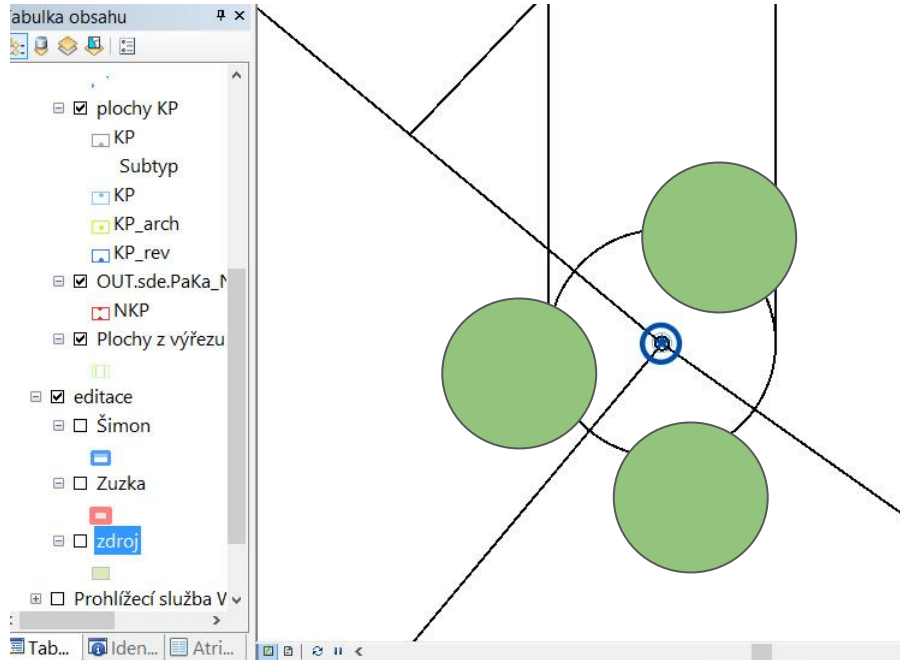 abulka obsahu
plochy KP
KP
Subtyp
KP
KP_arch
KP_rev
OUT.sde.PaKa_N
NKP
Plochy z výřezu
editace
Šimon
Zuzka
zdroj
Prohlížecí služba W
Tab... Iden... Atri...